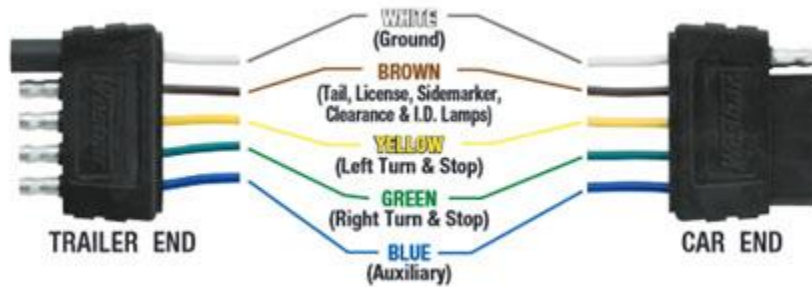 WHITE
(Ground)
BROWN
(Tail, License, Sidemarker,
Clearance & I.D. Lamps)
YELLOW
(Left Turn & Stop)
GREEN
(Right Turn & Stop)
BLUE
(Auxiliary)
TRAILER END
CAR END